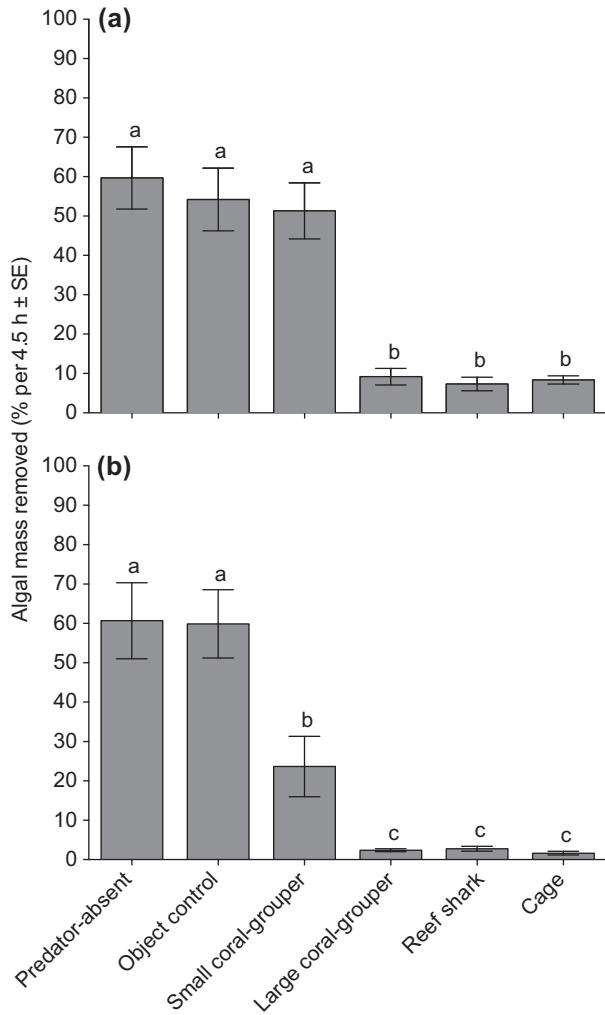 (a)
100
90
80
70
60
50
40
30
20
10
0
a
a
a
b
b
b
Algal mass removed (% per 4.5 h ± SE)
(b)
100
90
80
70
60
50
40
30
20
10
0
a
a
b
c
c
c
Predator-absent
Object control
Small coral-grouper
Large coral-grouper
Reef shark
Cage